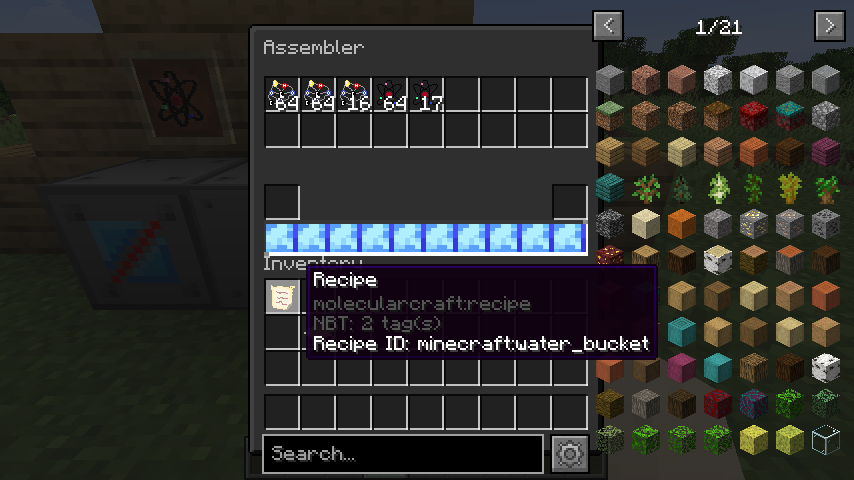 1/21
Assembler
64 64 16 64 17
Inventory
Recipe
molecularcraft:recipe
NBT: 2 tag(s)
Recipe ID: minecraft:water_bucket
Search...